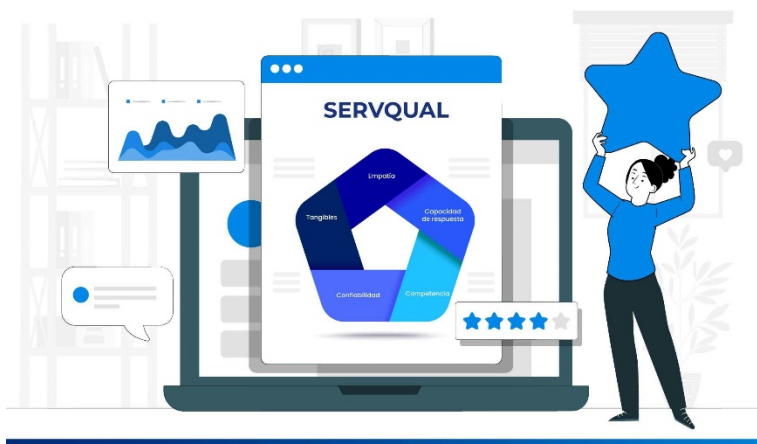 SERVQUAL
Empatía
Tangibles
Capacidad
de respuesta
Confiabilidad
Competencia